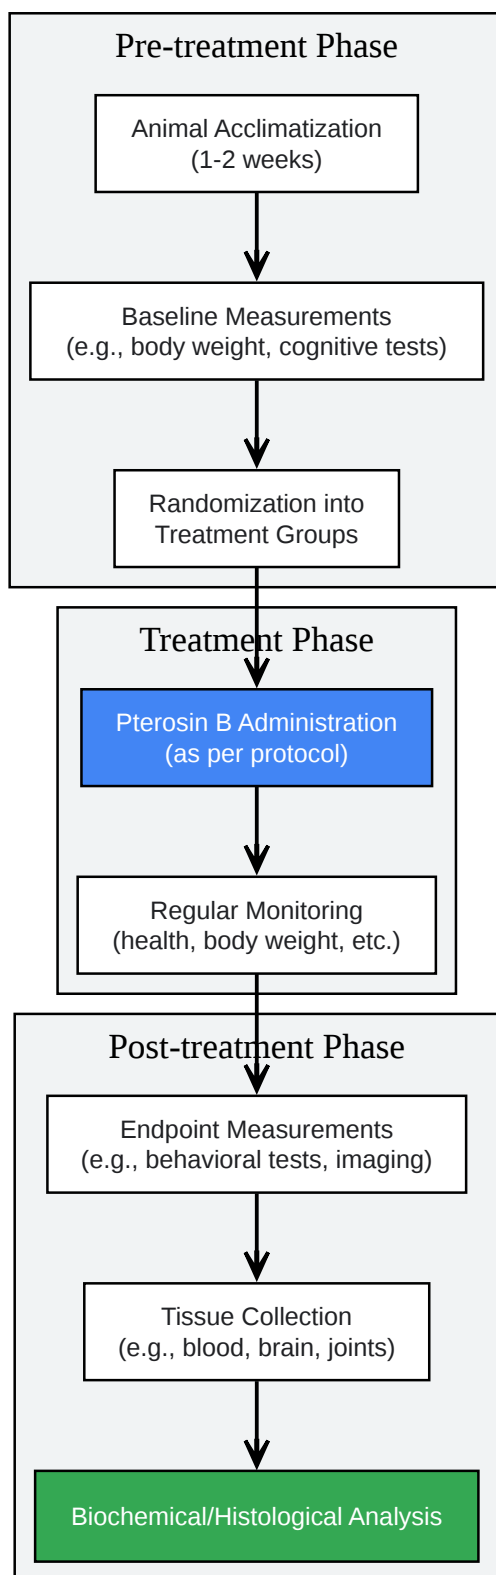 Pre-treatment Phase
Animal Acclimatization
(1-2 weeks)
Baseline Measurements
(e.g., body weight, cognitive tests)
Randomization into
Treatment Groups
Treatment Phase
Pterosin B Administration
(as per protocol)
Regular Monitoring
(health, body weight, etc.)
Post-treatment Phase
Endpoint Measurements
(e.g., behavioral tests, imaging)
Tissue Collection
(e.g., blood, brain, joints)
Biochemical/Histological Analysis